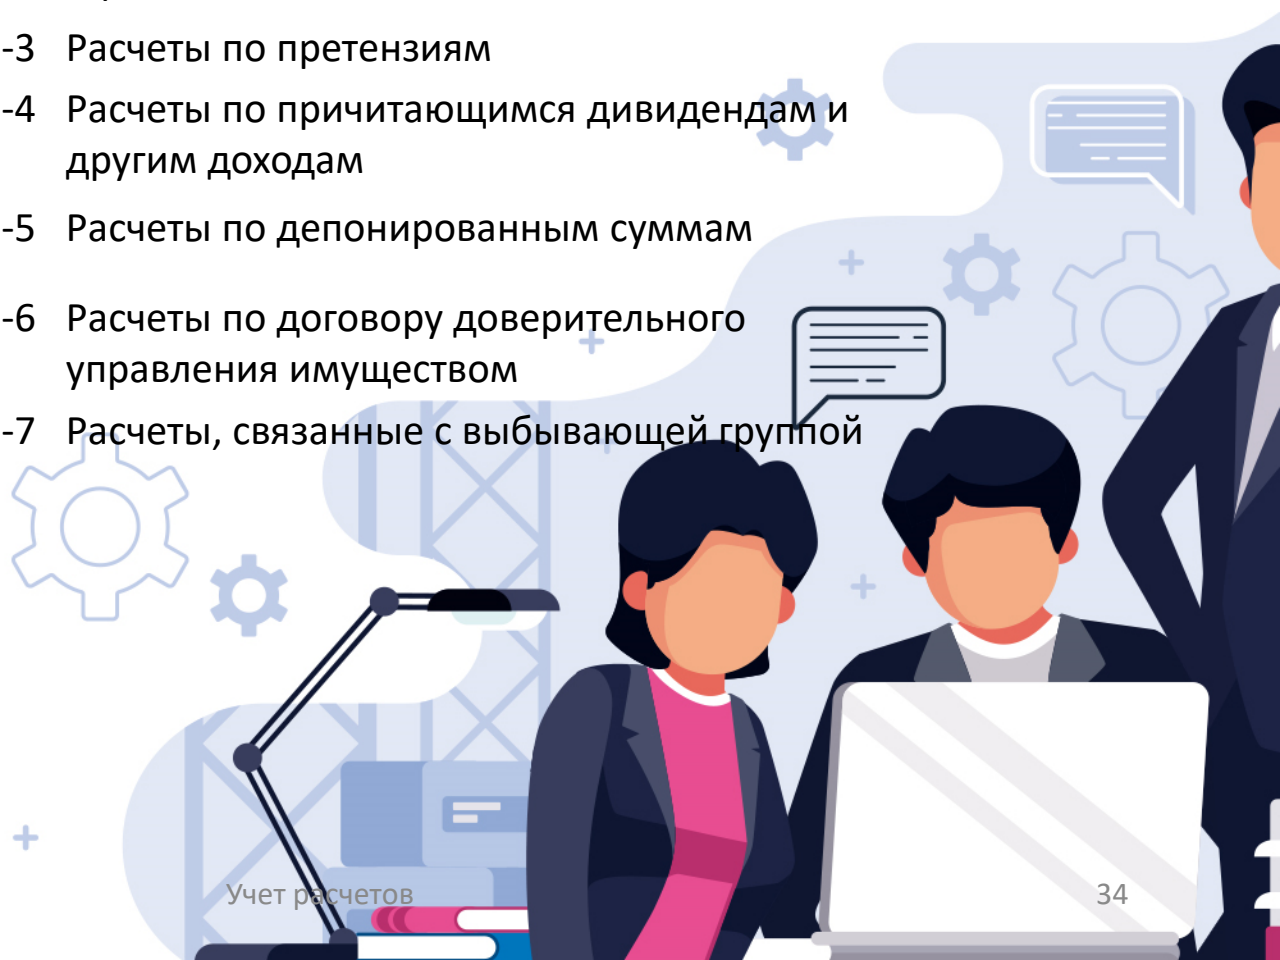 -3 Расчеты по претензиям
-4 Расчеты по причитающимся дивидендам и
другим доходам
-5 Расчеты по депонированным суммам
-6 Расчеты по договору доверительного
управления имуществом
-7 Расчеты, связанные с выбывающей группой
Учет расчетов
34